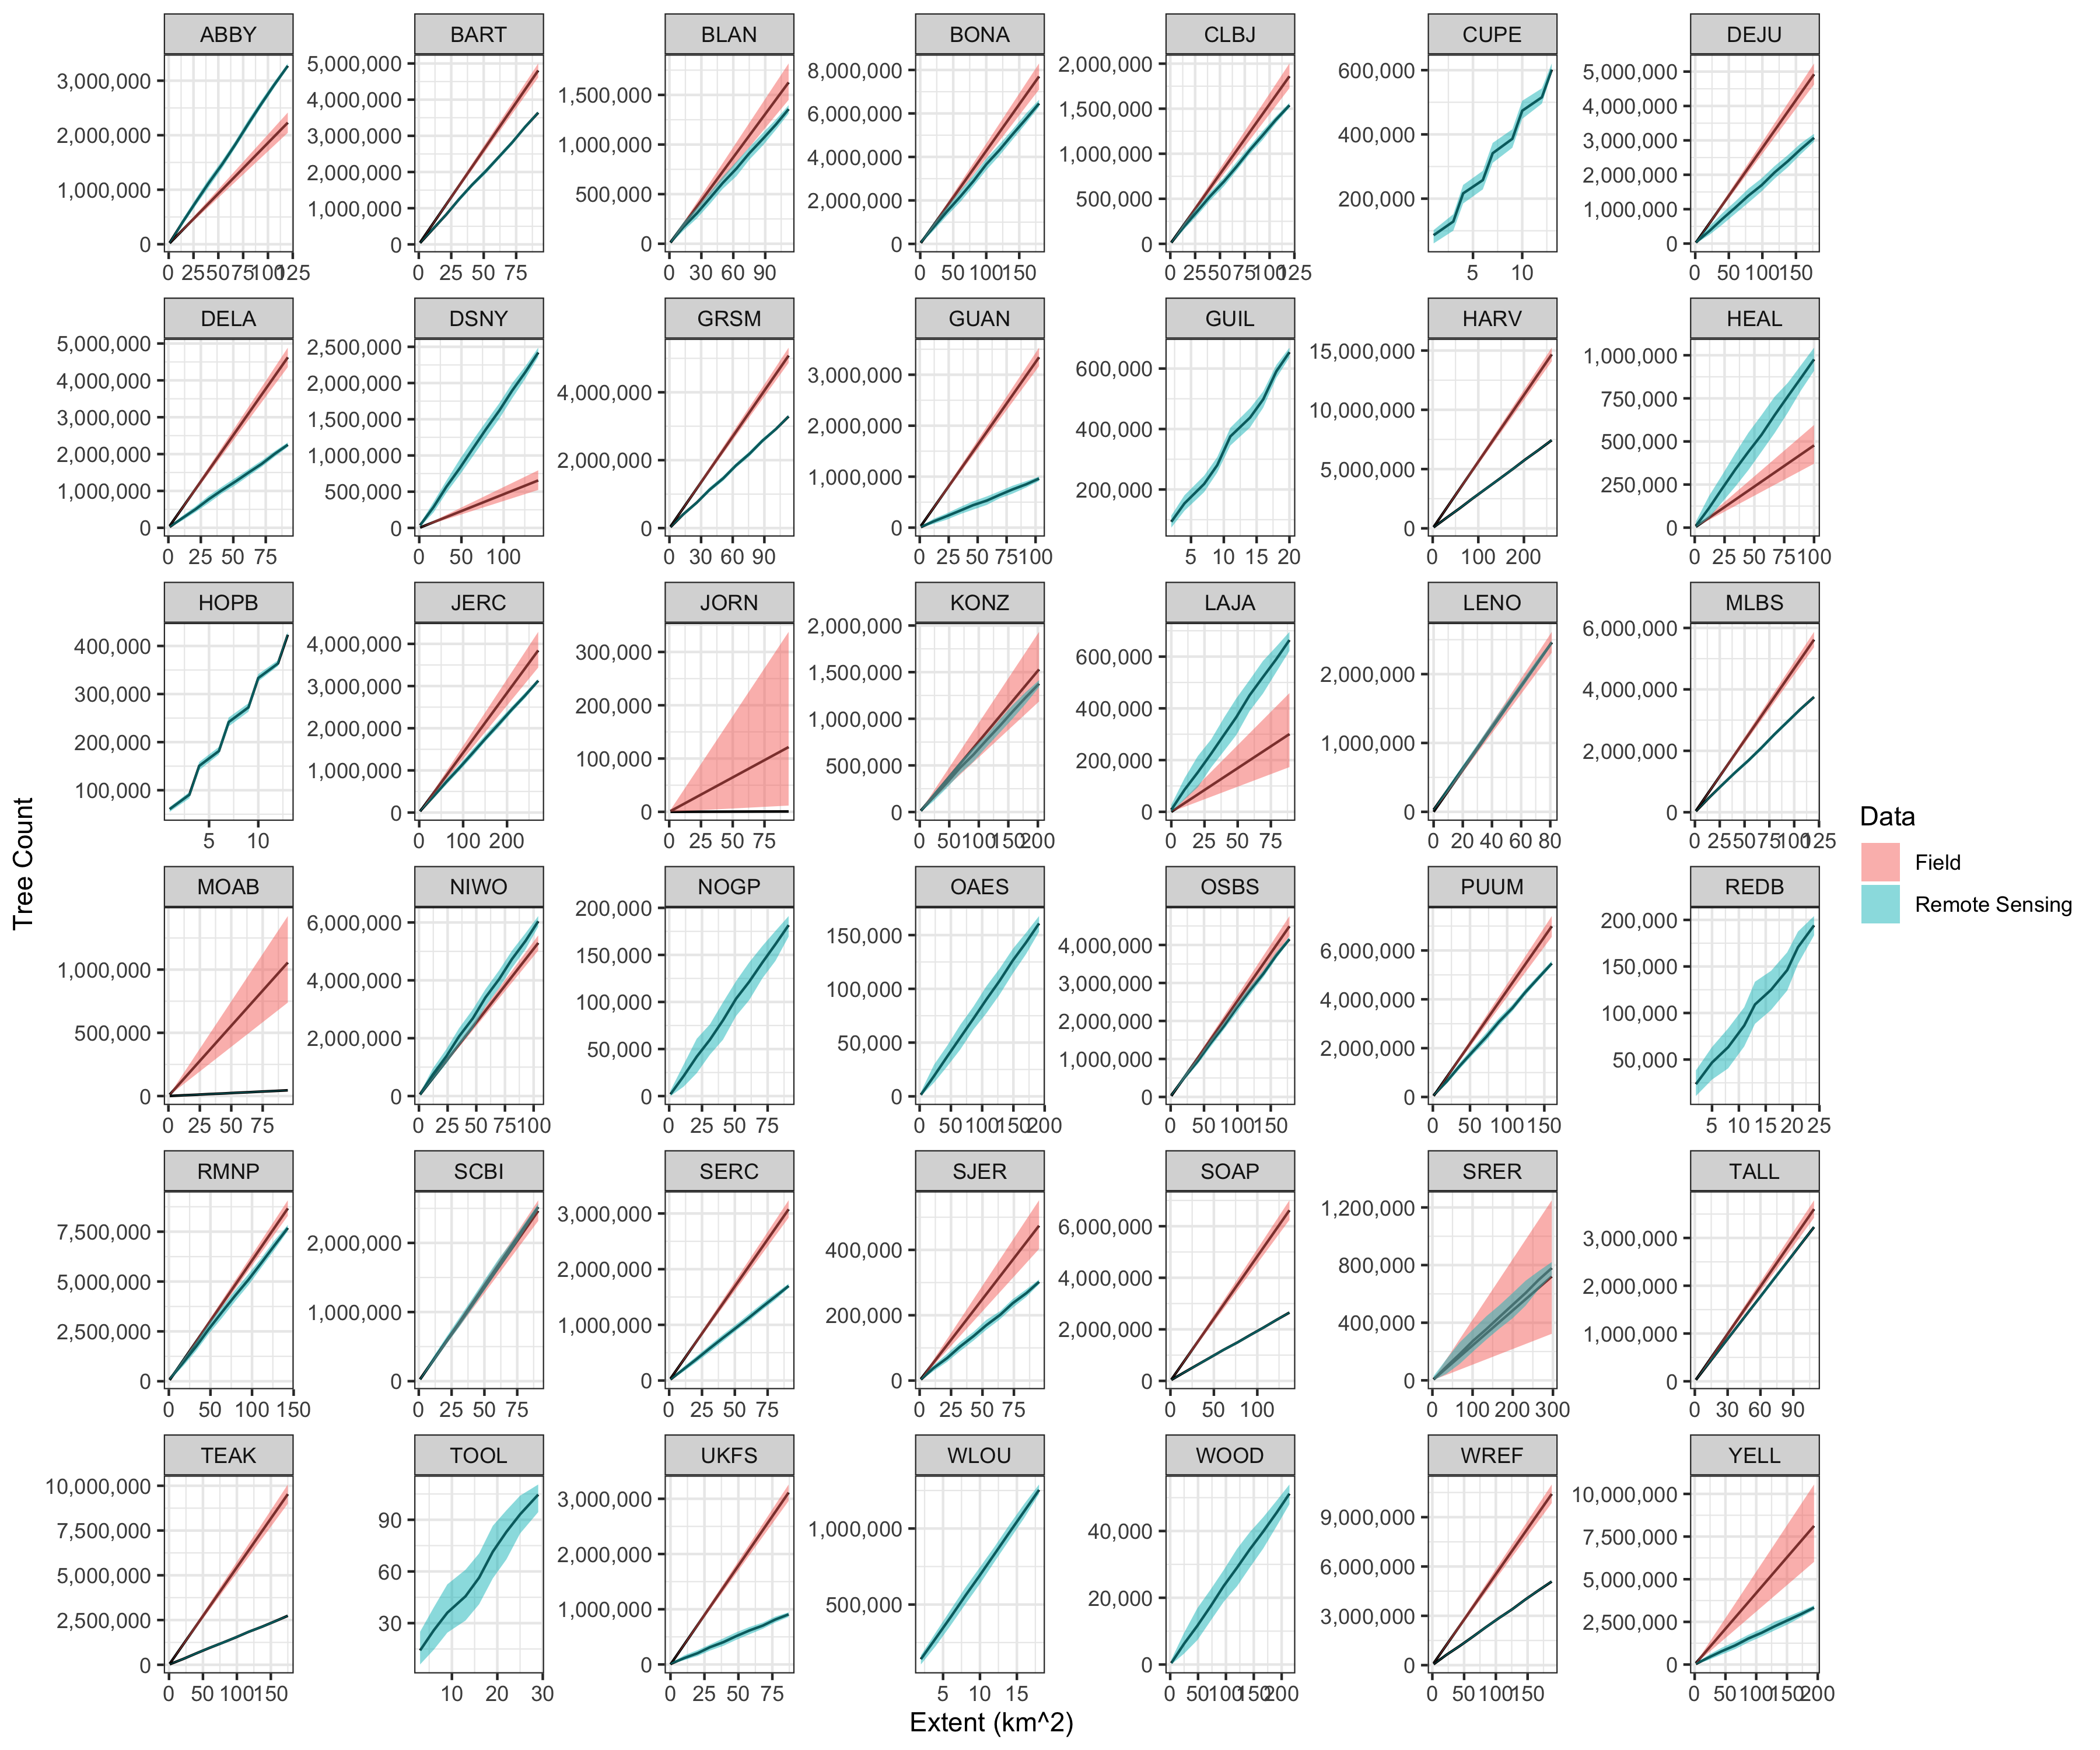 ABBY BART BLAN BONA CLBJ CUPE DEJU
3,000,000 2,000,000 1,000,000 0
0 25 50 75 100 125
5,000,000 4,000,000 3,000,000 2,000,000 1,000,000 0
0 25 50 75
1,500,000 1,000,000 500,000 0
0 30 60 90
8,000,000 6,000,000 4,000,000 2,000,000 0
0 50 100 150
2,000,000 1,500,000 1,000,000 500,000 0
0 25 50 75 100 125
600,000 400,000 200,000
5 10
5,000,000 4,000,000 3,000,000 2,000,000 1,000,000 0
0 50 100 150
DELA DSNY GRSM GUAN GUIL HARV HEAL
5,000,000 4,000,000 3,000,000 2,000,000 1,000,000 0
0 25 50 75
2,500,000 2,000,000 1,500,000 1,000,000 500,000 0
0 50 100
4,000,000 2,000,000 0
0 30 60 90
3,000,000 2,000,000 1,000,000 0
0 25 50 75 100
600,000 400,000 200,000
5 10 15 20
15,000,000 10,000,000 5,000,000 0
0 100 200
1,000,000 750,000 500,000 250,000 0
0 25 50 75 100
HOPB JERC JORN KONZ LAJA LENO MLBS
400,000 300,000 200,000 100,000
5 10
4,000,000 3,000,000 2,000,000 1,000,000 0
0 100 200
300,000 200,000 100,000 0
0 25 50 75
2,000,000 1,500,000 1,000,000 500,000 0
0 50 100 150 200
600,000 400,000 200,000 0
0 25 50 75
2,000,000 1,000,000 0
0 20 40 60 80
6,000,000 4,000,000 2,000,000 0
0 25 50 75 100 125
MOAB NIWO NOGP OAES OSBS PUUM REDB
1,000,000 500,000 0
0 25 50 75
6,000,000 4,000,000 2,000,000 0
0 25 50 75 100
200,000 150,000 100,000 50,000 0
0 25 50 75
150,000 100,000 50,000 0
0 50 100 150 200
4,000,000 3,000,000 2,000,000 1,000,000 0
0 50 100 150
6,000,000 4,000,000 2,000,000 0
0 50 100 150
200,000 150,000 100,000 50,000
5 10 15 20 25
RMNP SCBI SERC SJER SOAP SRER TALL
7,500,000 5,000,000 2,500,000 0
0 50 100 150
2,000,000 1,000,000 0
0 25 50 75
3,000,000 2,000,000 1,000,000 0
0 25 50 75
400,000 200,000 0
0 25 50 75
6,000,000 4,000,000 2,000,000 0
0 50 100
1,200,000 800,000 400,000 0
0 100 200 300
3,000,000 2,000,000 1,000,000 0
0 30 60 90
TEAK TOOL UKFS WLOU WOOD WREF YELL
10,000,000 7,500,000 5,000,000 2,500,000 0
0 50 100 150
90 60 30
10 20 30
3,000,000 2,000,000 1,000,000 0
0 25 50 75
1,000,000 500,000
5 10 15
40,000 20,000 0
0 50 100 150 200
9,000,000 6,000,000 3,000,000 0
0 50 100 150
10,000,000 7,500,000 5,000,000 2,500,000 0
0 50 100 150 200
Tree Count
Extent (km^2)
Data
Field
Remote Sensing